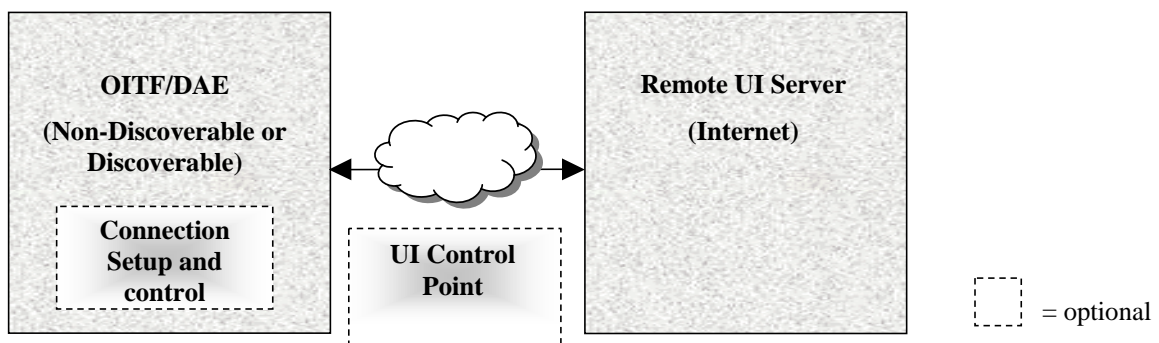 OITF/DAE
(Non-Discoverable or
Discoverable)
Connection
Setup and
control
UI Control
Point
Remote UI Server
(Internet)
= optional